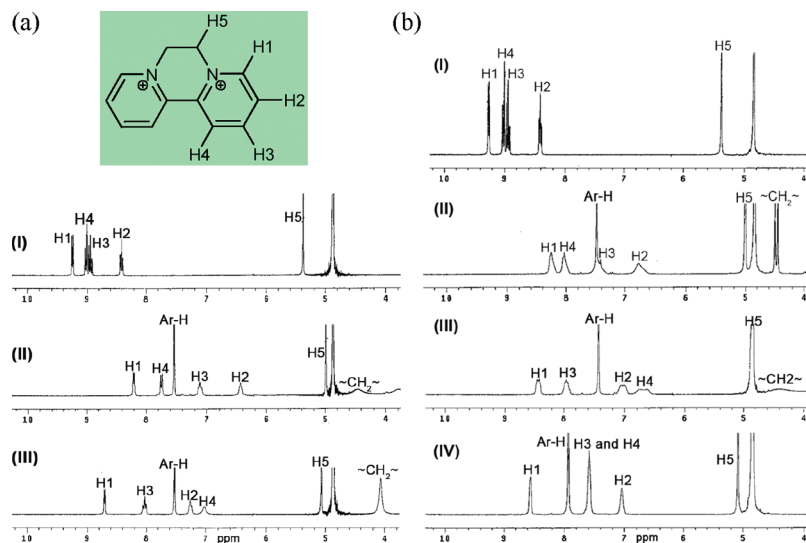 (a)
H5
H1
N
N
H2
H4
H3
(I)
H1
H4
H3
H2
H5
10
9
8
7
6
5
4
(II)
H1
H4
Ar-H
H3
H2
H5
~CH2~
10
9
8
7
6
5
4
(III)
H1
H3
Ar-H
H2
H4
H5
~CH2~
10
9
8
7
ppm
6
5
4
(b)
(I)
H1
H4
H3
H2
H5
10
9
8
7
6
5
4
(II)
H1
H4
Ar-H
H3
H2
H5
~CH2~
10
9
8
7
6
5
4
(III)
H1
H3
Ar-H
H2
H4
H5
~CH2~
10
9
8
7
6
5
4
(IV)
H1
Ar-H
H3 and H4
H2
H5
10
9
8
7
ppm
6
5
4